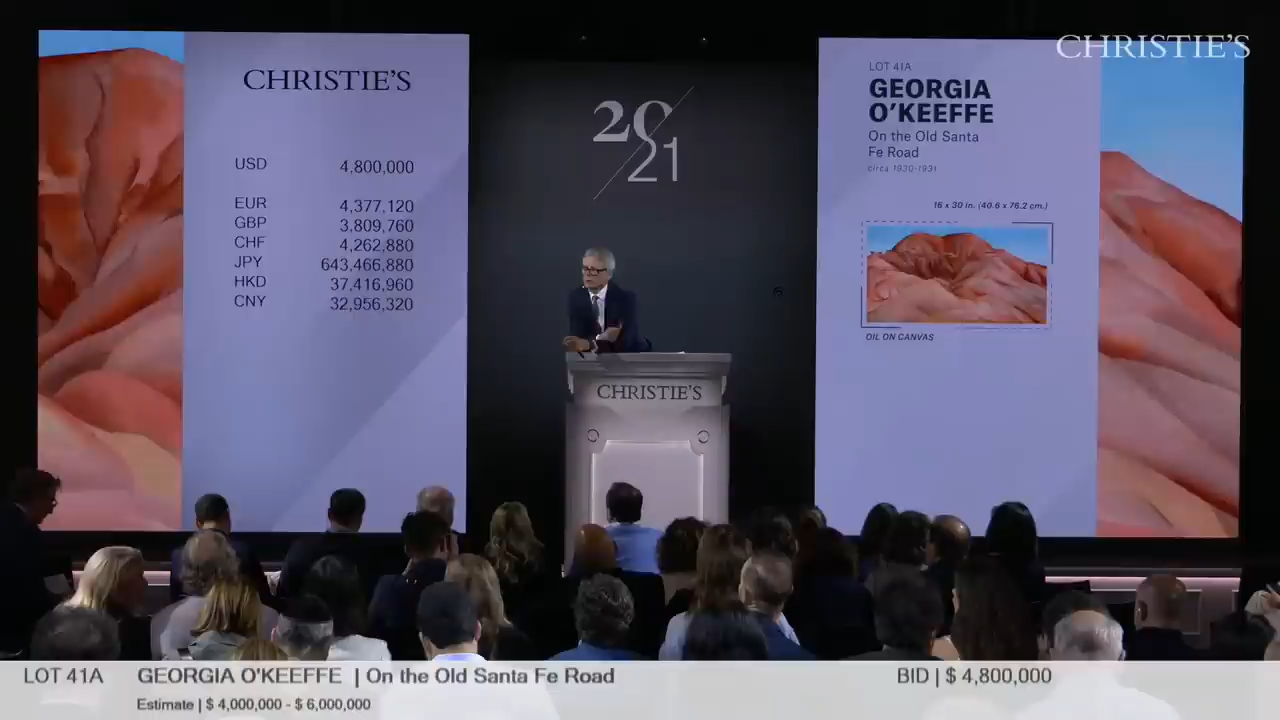 CHRISTIE'S
USD 4,800,000
EUR 4,377,120
GBP 3,809,760
CHF 4,262,880
JPY 643,466,880
HKD 37,416,960
CNY 32,956,320
20/21
CHRISTIE'S
CHRISTIE'S
LOT 41A
GEORGIA
O'KEEFFE
On the Old Santa
Fe Road
circa 1930-1931
16 x 30 in. (40.6 x 76.2 cm.)
OIL ON CANVAS
LOT 41A GEORGIA O'KEEFFE | On the Old Santa Fe Road BID | $ 4,800,000
Estimate | $ 4,000,000 - $ 6,000,000